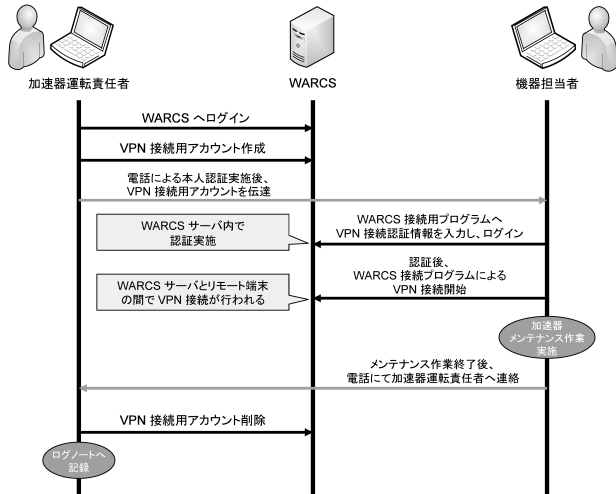 加速器運転責任者
WARCS
機器担当者
WARCS へログイン
VPN 接続用アカウント作成
電話による本人認証実施後、
VPN 接続用アカウントを伝達
WARCS 接続用プログラムへ
VPN 接続認証情報を入力し、ログイン
WARCS サーバ内で
認証実施
認証後、
WARCS 接続プログラムによる
VPN 接続開始
WARCS サーバとリモート端末
の間で VPN 接続が行われる
加速器
メンテナンス作業
実施
メンテナンス作業終了後、
電話にて加速器運転責任者へ連絡
VPN 接続用アカウント削除
ログノートへ
記録